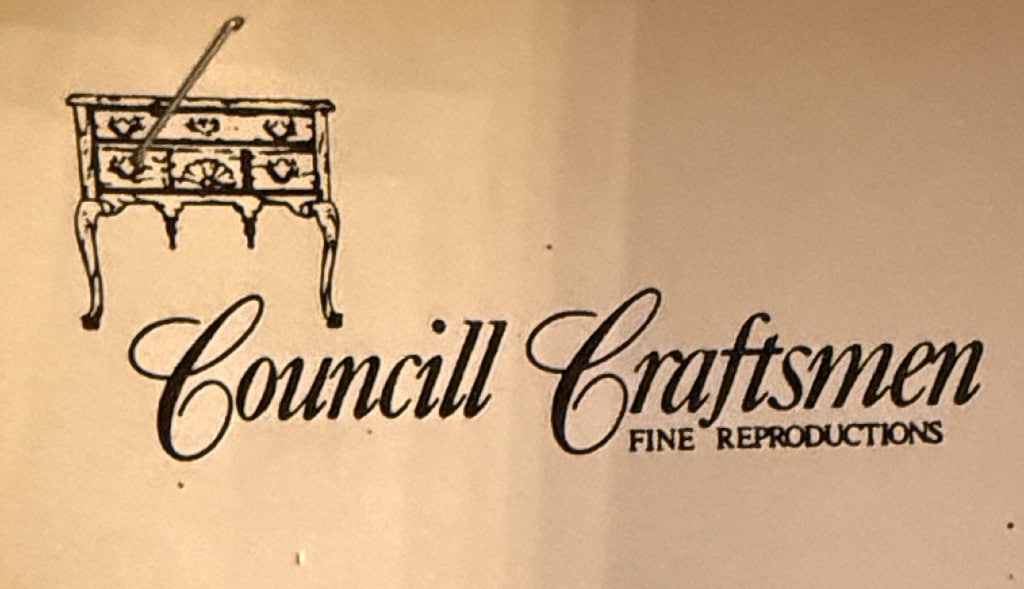 Councill Craftsmen
FINE REPRODUCTIONS